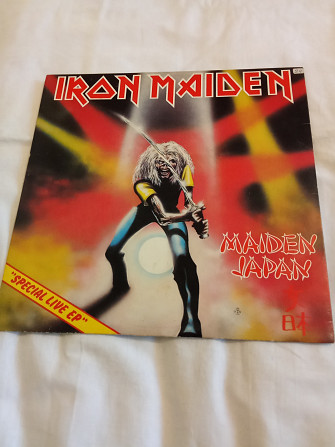 IRON MAIDEN
MAIDEN
JAPAN
"SPECIAL LIVE EP"
日本